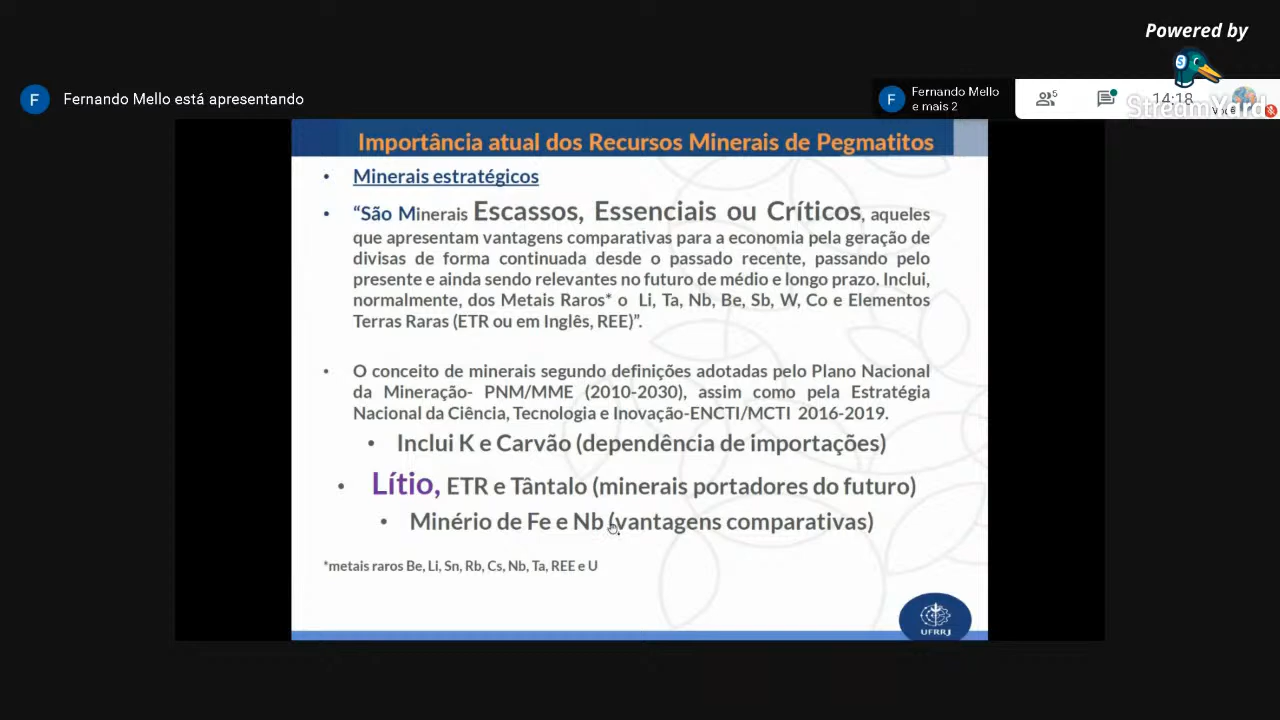 Powered by
StreamYard
F
Fernando Mello está apresentando
F
Fernando Mello
e mais 2
5
14:18
Importância atual dos Recursos Minerais de Pegmatitos
• Minerais estratégicos
• “São Minerais Escassos, Essenciais ou Críticos, aqueles
que apresentam vantagens comparativas para a economia pela geração de
divisas de forma continuada desde o passado recente, passando pelo
presente e ainda sendo relevantes no futuro de médio e longo prazo. Inclui,
normalmente, dos Metais Raros* o Li, Ta, Nb, Be, Sb, W, Co e Elementos
Terras Raras (ETR ou em Inglês, REE)”.
• O conceito de minerais segundo definições adotadas pelo Plano Nacional
da Mineração- PNM/MME (2010-2030), assim como pela Estratégia
Nacional da Ciência, Tecnologia e Inovação-ENCTI/MCTI 2016-2019.
• Inclui K e Carvão (dependência de importações)
• Lítio, ETR e Tântalo (minerais portadores do futuro)
• Minério de Fe e Nb (vantagens comparativas)
*metais raros Be, Li, Sn, Rb, Cs, Nb, Ta, REE e U
UFRRJ